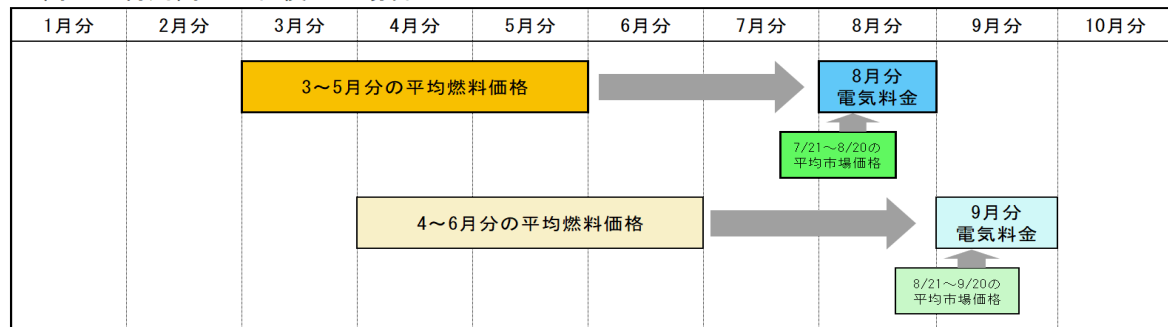 1月分 2月分 3月分 4月分 5月分 6月分 7月分 8月分 9月分 10月分
3～5月分の平均燃料価格
8月分
電気料金
7/21～8/20の
平均市場価格
4～6月分の平均燃料価格
9月分
電気料金
8/21～9/20の
平均市場価格